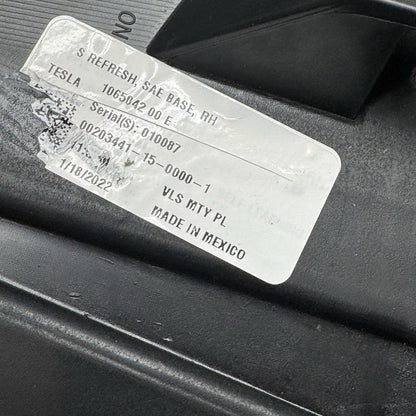 NO
S REFRESH, SAE BASE, RH
TESLA 1065042 00 E
Serial(S): 010087
00203441-15-0000-1
1/18/2022 VLS MTY PL
MADE IN MEXICO